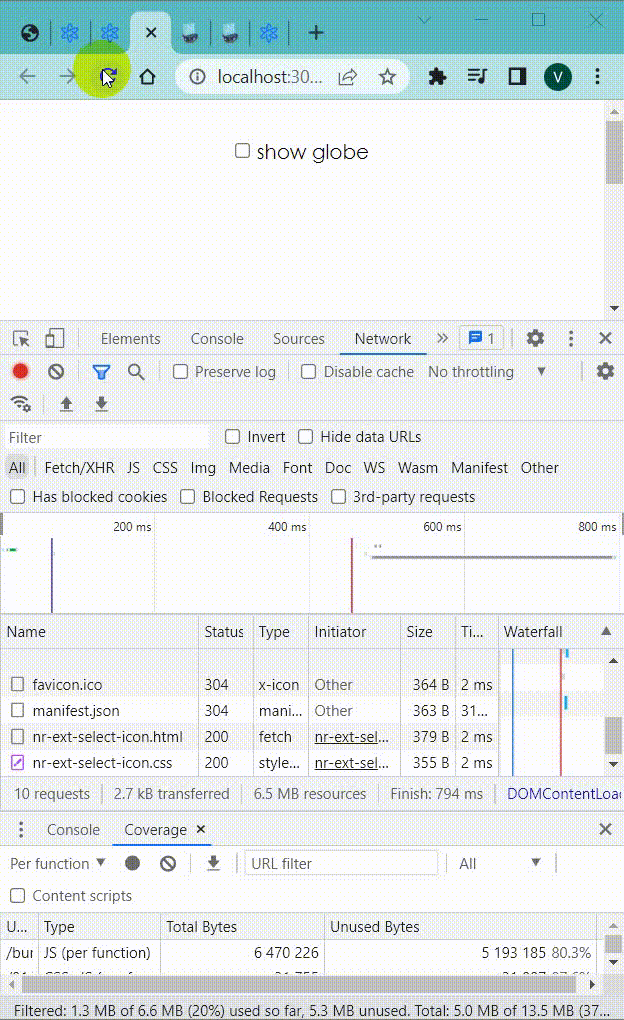 localhost:30...
V
show globe
Elements Console Sources Network 1
Preserve log Disable cache No throttling
Filter Invert Hide data URLs
All Fetch/XHR JS CSS Img Media Font Doc WS Wasm Manifest Other
Has blocked cookies Blocked Requests 3rd-party requests
200 ms 400 ms 600 ms 800 ms
Name Status Type Initiator Size Ti... Waterfall
favicon.ico 304 x-icon Other 364 B 2 ms
manifest.json 304 mani... Other 363 B 31...
nr-ext-select-icon.html 200 fetch nr-ext-sel... 379 B 2 ms
nr-ext-select-icon.css 200 style... nr-ext-sel... 355 B 2 ms
10 requests 2.7 kB transferred 6.5 MB resources Finish: 794 ms DOMContentLoa
Console Coverage
Per function URL filter All
Content scripts
U... Type Total Bytes Unused Bytes
/bur JS (per function) 6 470 226 5 193 185 80.3%
Filtered: 1.3 MB of 6.6 MB (20%) used so far, 5.3 MB unused. Total: 5.0 MB of 13.5 MB (37...